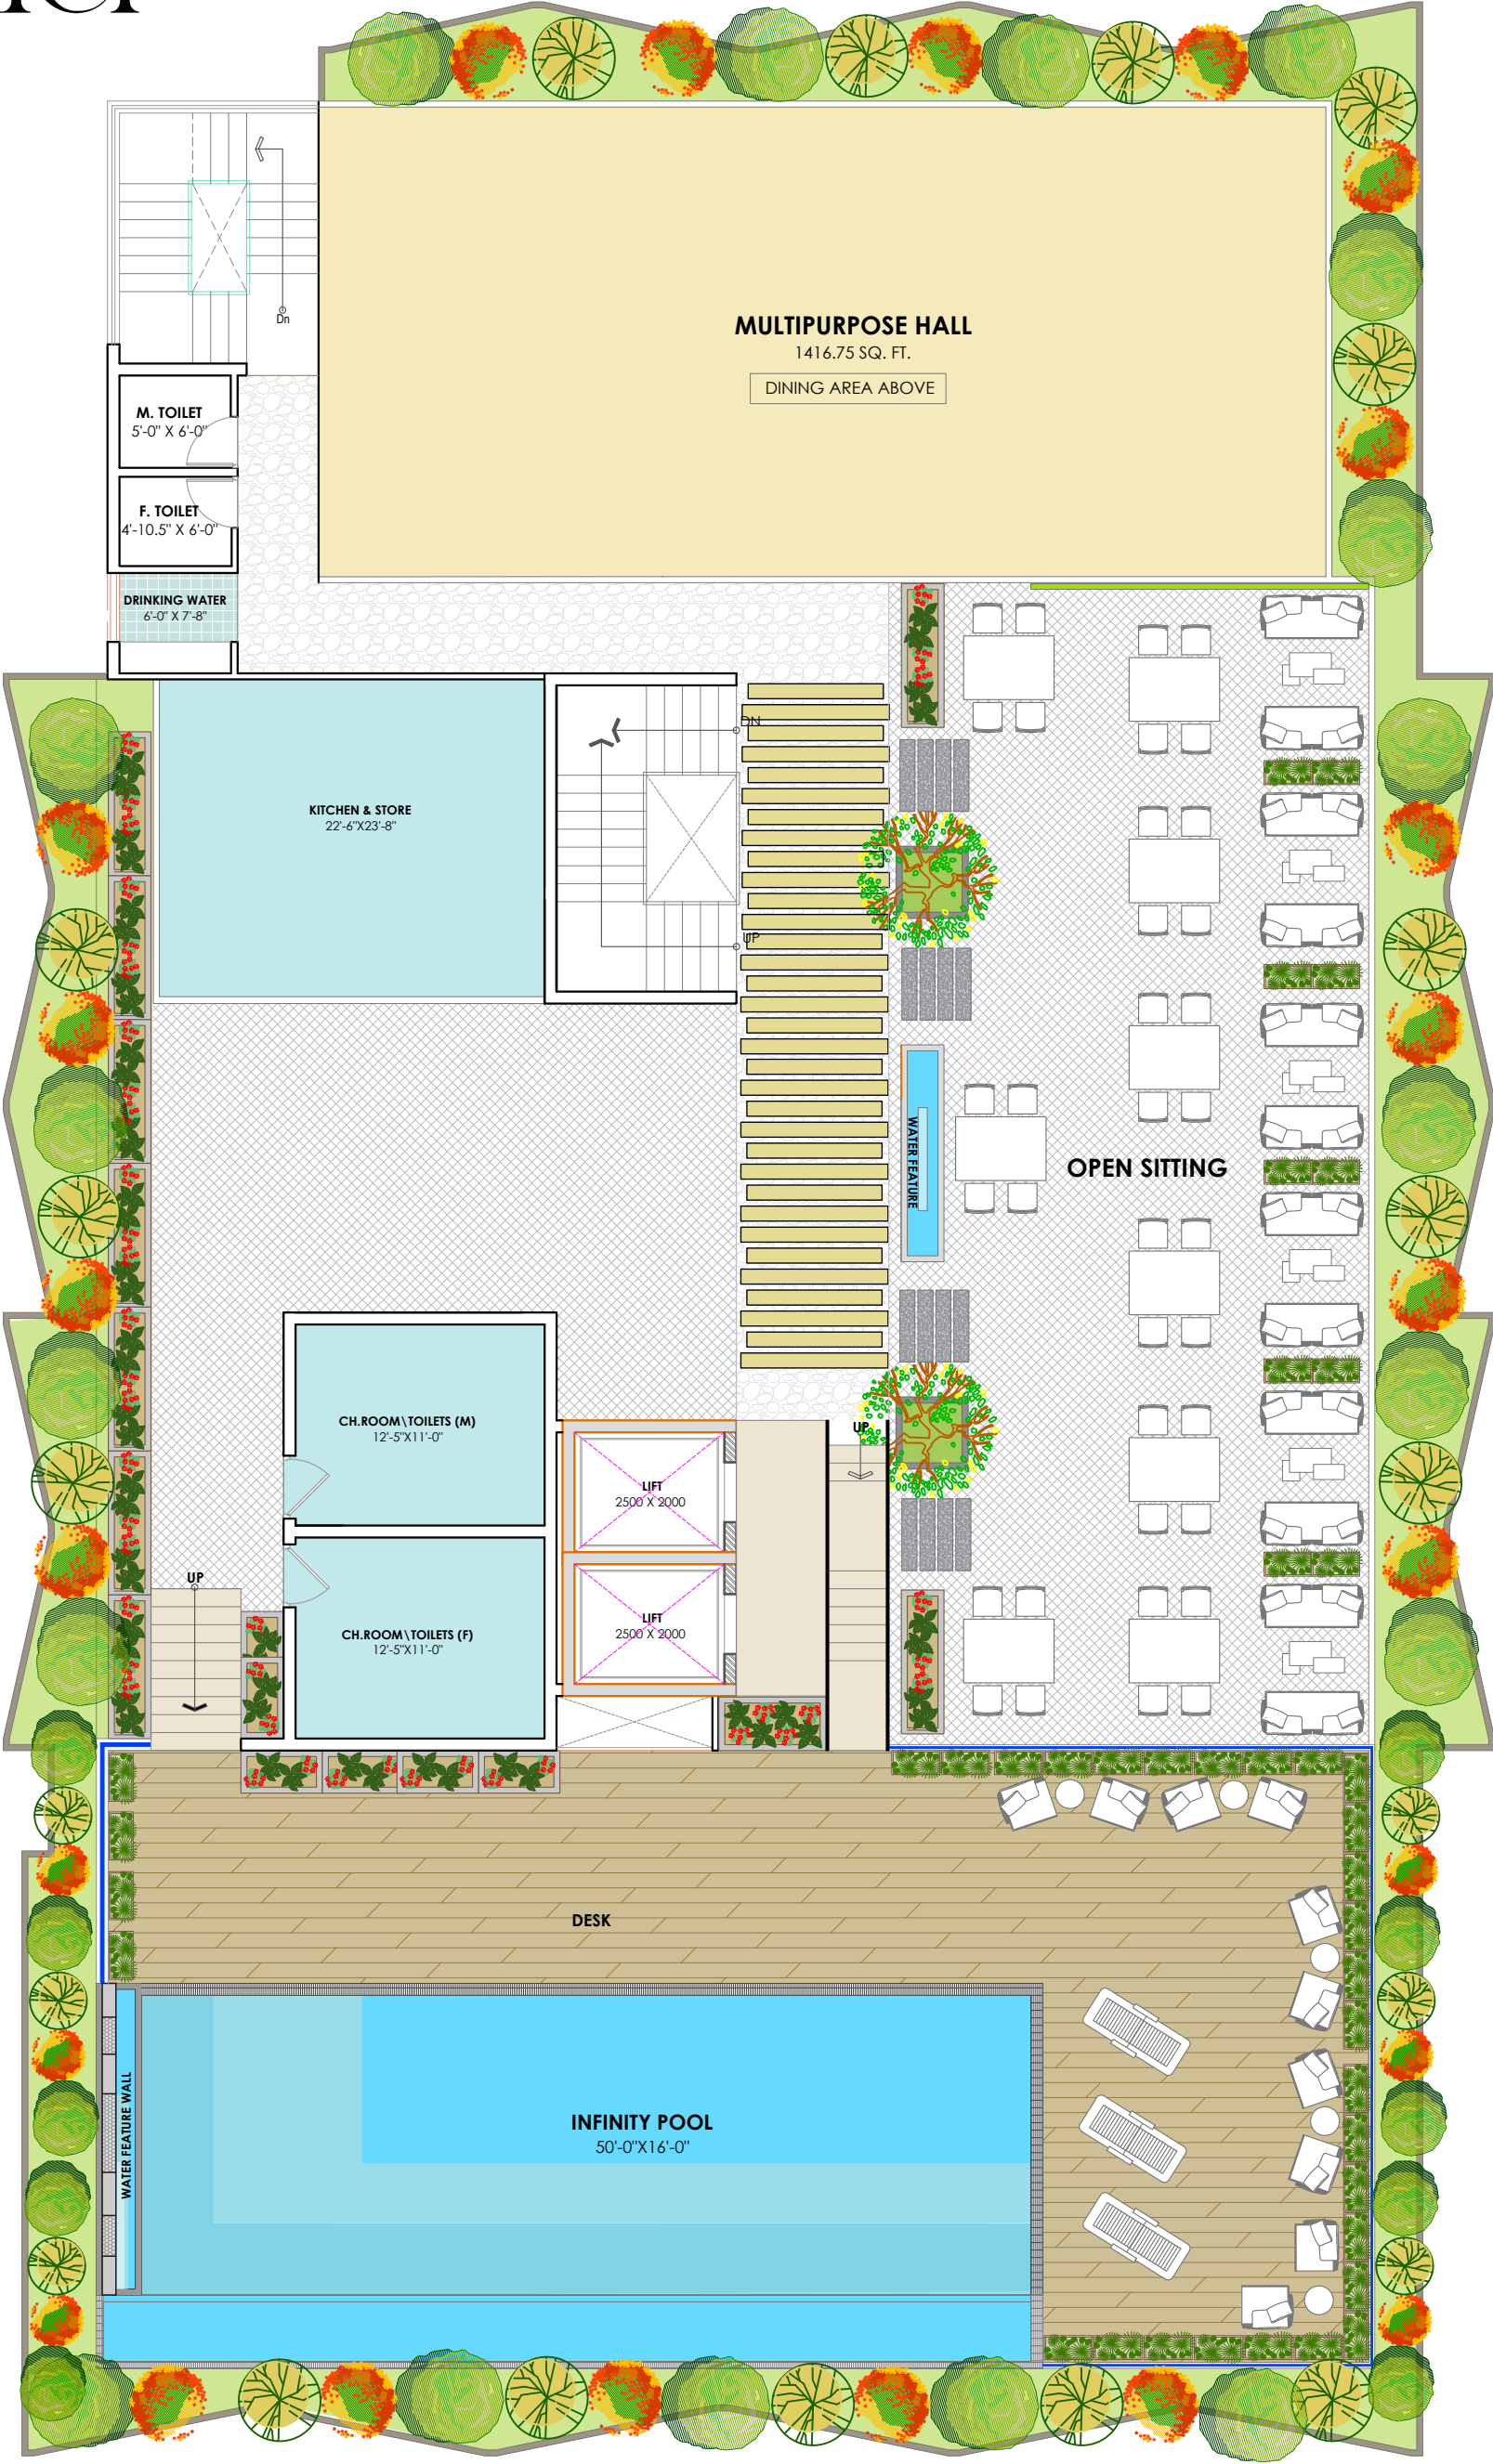 Dn
MULTIPURPOSE HALL
1416.75 SQ. FT.
DINING AREA ABOVE
M. TOILET
5'-0" X 6'-0"
F. TOILET
4'-10.5" X 6'-0"
DRINKING WATER
6'-0" X 7'-8"
DN
KITCHEN & STORE
22'-6"X23'-8"
UP
WATER FEATURE
OPEN SITTING
CH.ROOM\TOILETS (M)
12'-5"X11'-0"
UP
LIFT
2500 X 2000
UP
LIFT
2500 X 2000
CH.ROOM\TOILETS (F)
12'-5"X11'-0"
DESK
WATER FEATURE WALL
INFINITY POOL
50'-0"X16'-0"